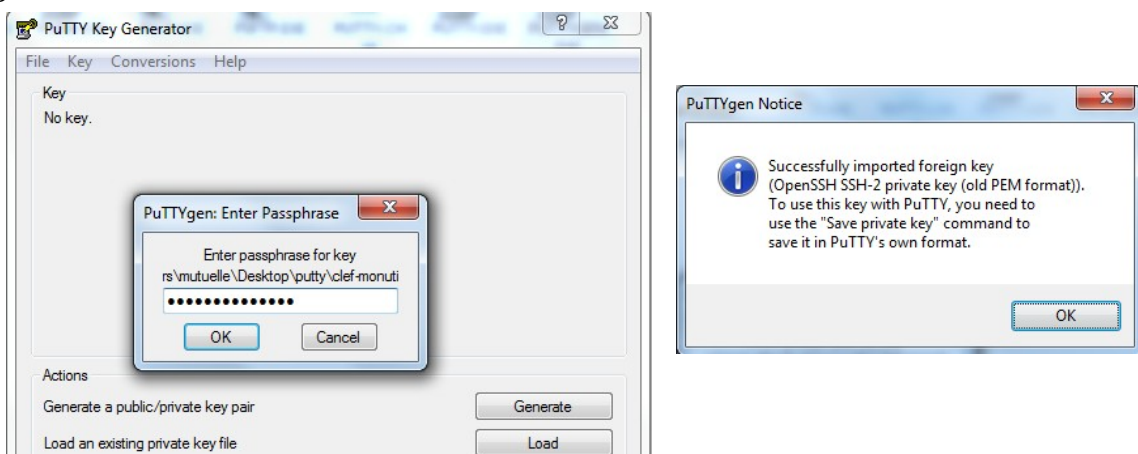 PuTTY Key Generator
File Key Conversions Help
Key
No key.
PuTTYgen: Enter Passphrase
Enter passphrase for key
rs\mutuelle\Desktop\putty\clef-monuti
●●●●●●●●●●●●●●
OK Cancel
Actions
Generate a public/private key pair Generate
Load an existing private key file Load
PuTTYgen Notice
Successfully imported foreign key
(OpenSSH SSH-2 private key (old PEM format)).
To use this key with PuTTY, you need to
use the "Save private key" command to
save it in PuTTY's own format.
OK